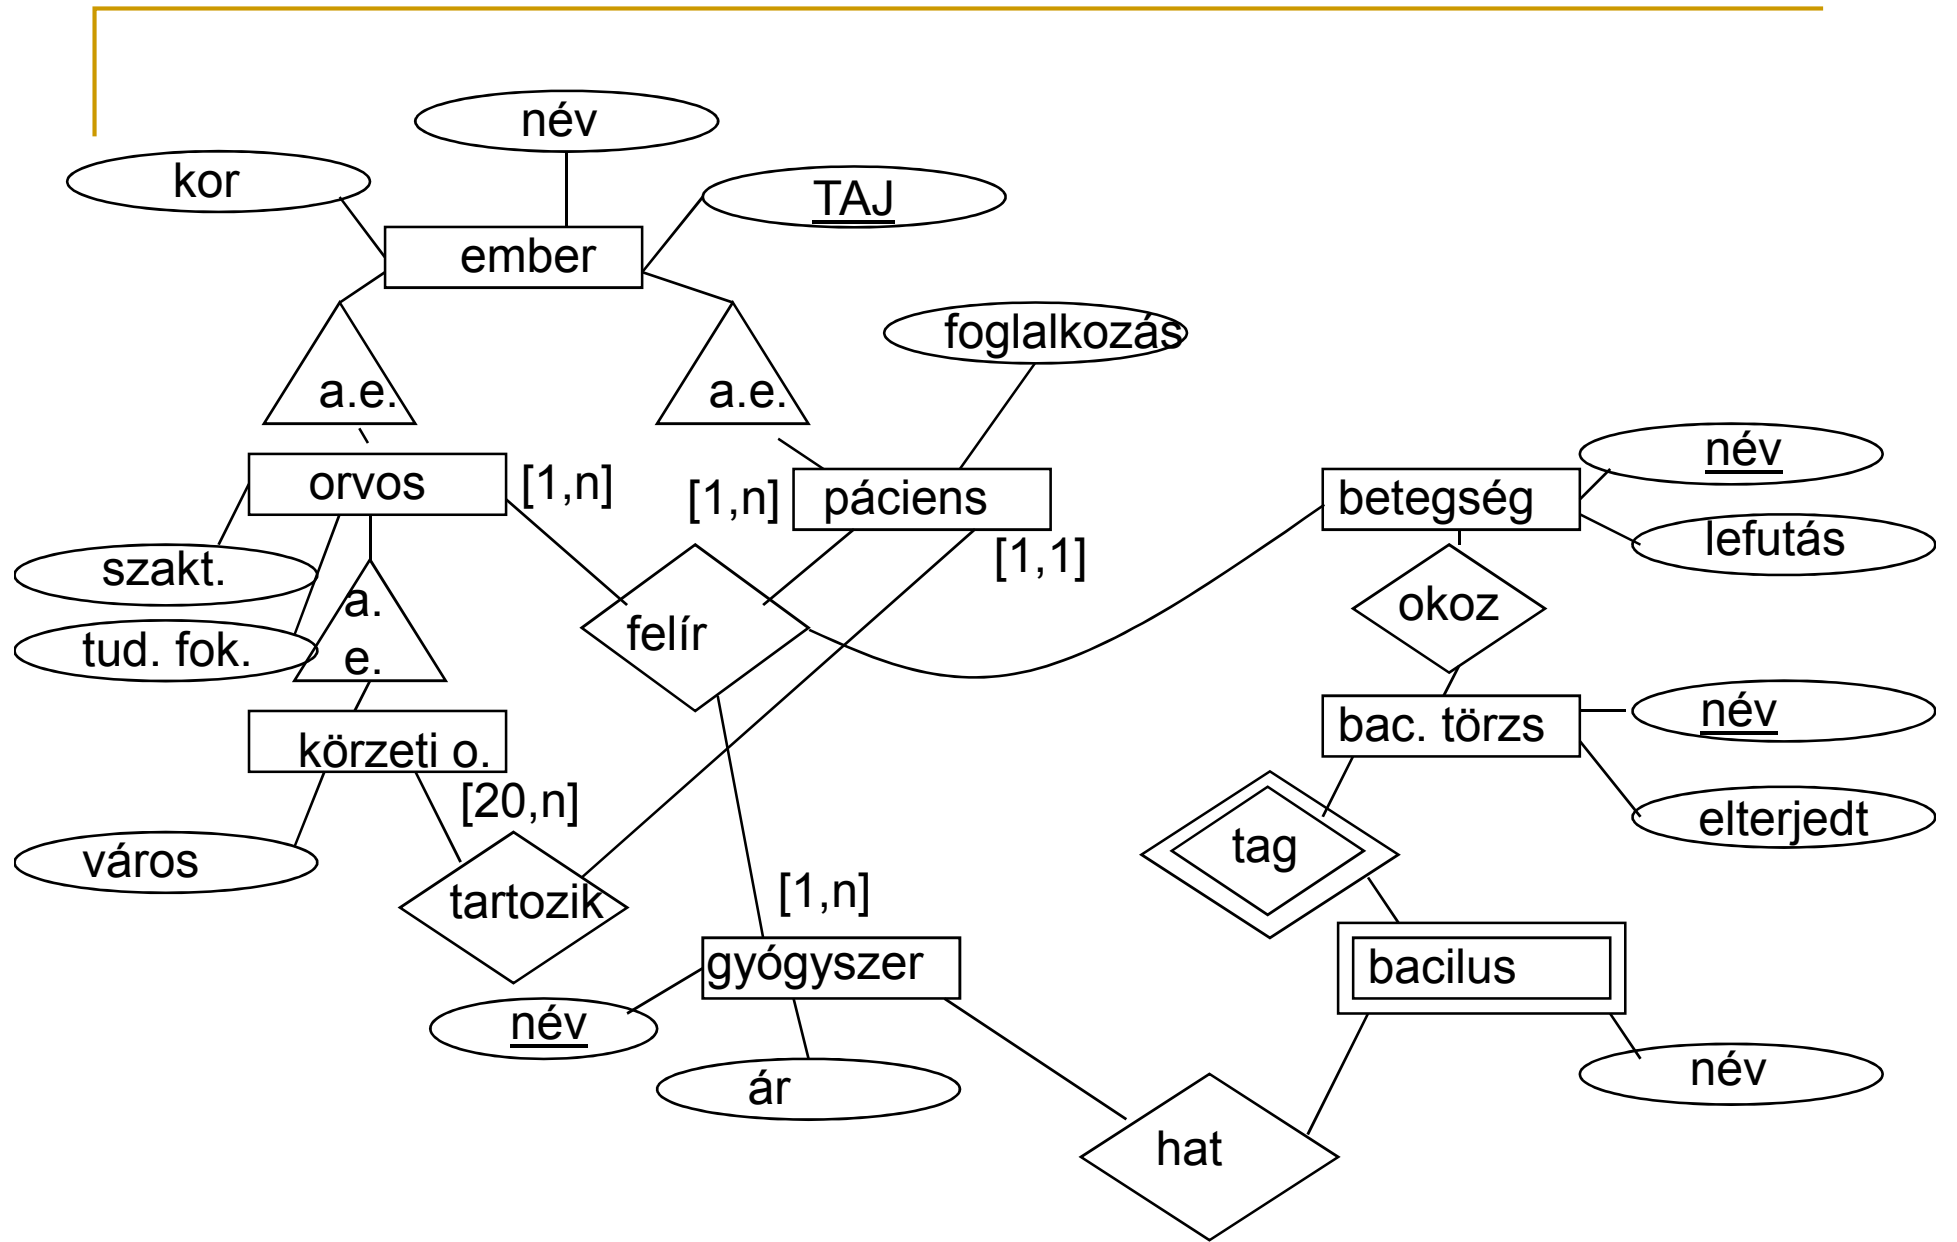 név
kor
TAJ
ember
foglalkozás
a.e.
a.e.
név
orvos
[1,n]
[1,n]
páciens
betegség
[1,1]
lefutás
szakt.
a.
e.
okoz
tud. fok.
felír
név
bac. törzs
körzeti o.
[20,n]
elterjedt
város
tag
tartozik
[1,n]
gyógyszer
bacilus
név
név
ár
hat